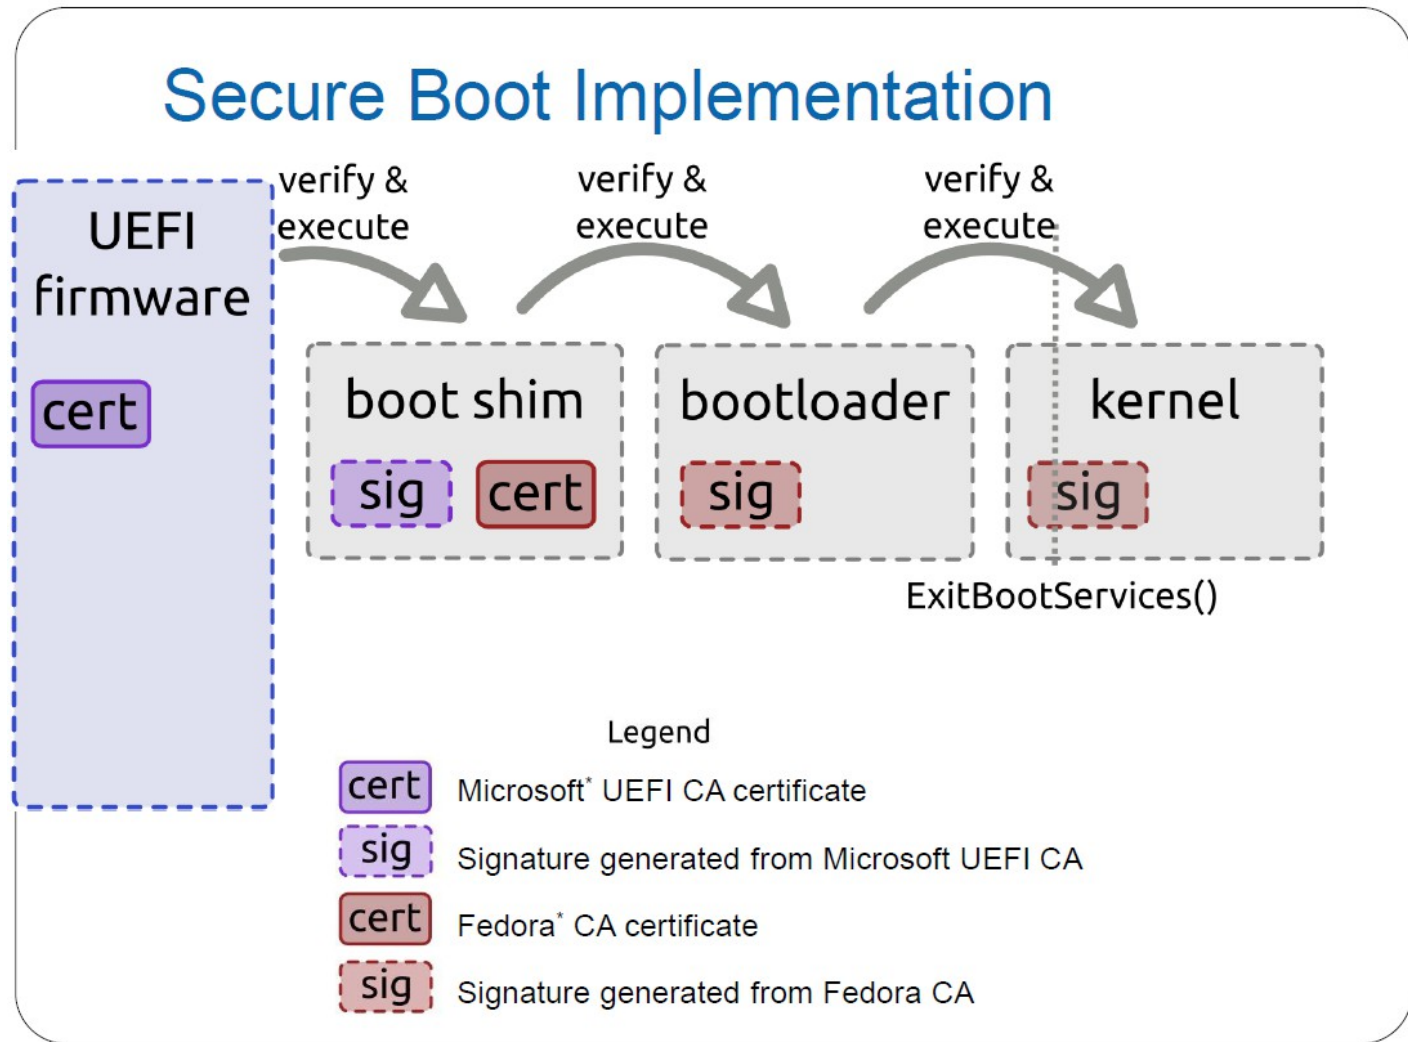 Secure Boot Implementation
verify &
execute
verify &
execute
verify &
execute
UEFI
firmware
cert
boot shim
sig
cert
bootloader
sig
kernel
sig
ExitBootServices()
Legend
cert
Microsoft* UEFI CA certificate
sig
Signature generated from Microsoft UEFI CA
cert
Fedora* CA certificate
sig
Signature generated from Fedora CA